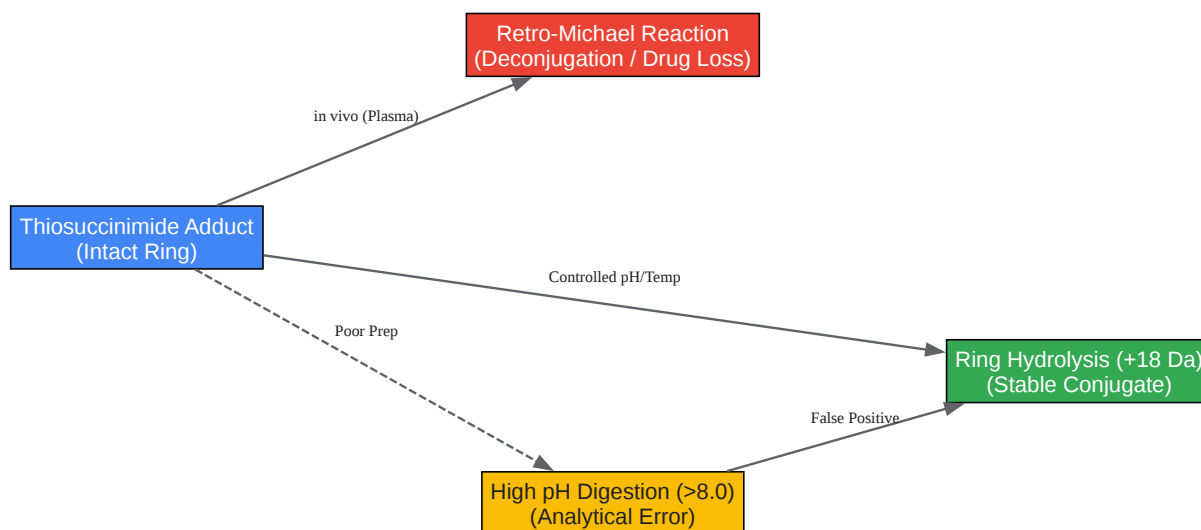 Retro-Michael Reaction
(Deconjugation / Drug Loss)
in vivo (Plasma)
Thiosuccinimide Adduct
(Intact Ring)
Controlled pH/Temp
Poor Prep
Ring Hydrolysis (+18 Da)
(Stable Conjugate)
False Positive
High pH Digestion (>8.0)
(Analytical Error)